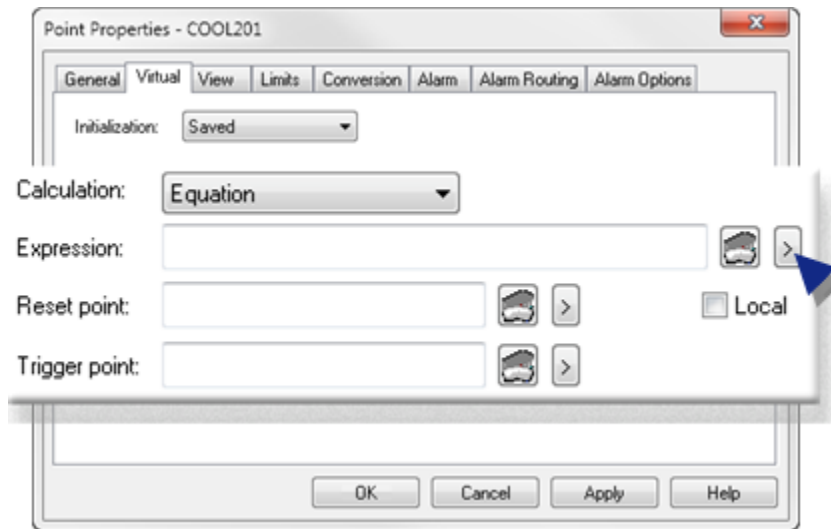 Point Properties - COOL201
General Virtual View Limits Conversion Alarm Alarm Routing Alarm Options
Initialization: Saved
Calculation: Equation
Expression: >
Reset point: > Local
Trigger point: >
OK Cancel Apply Help